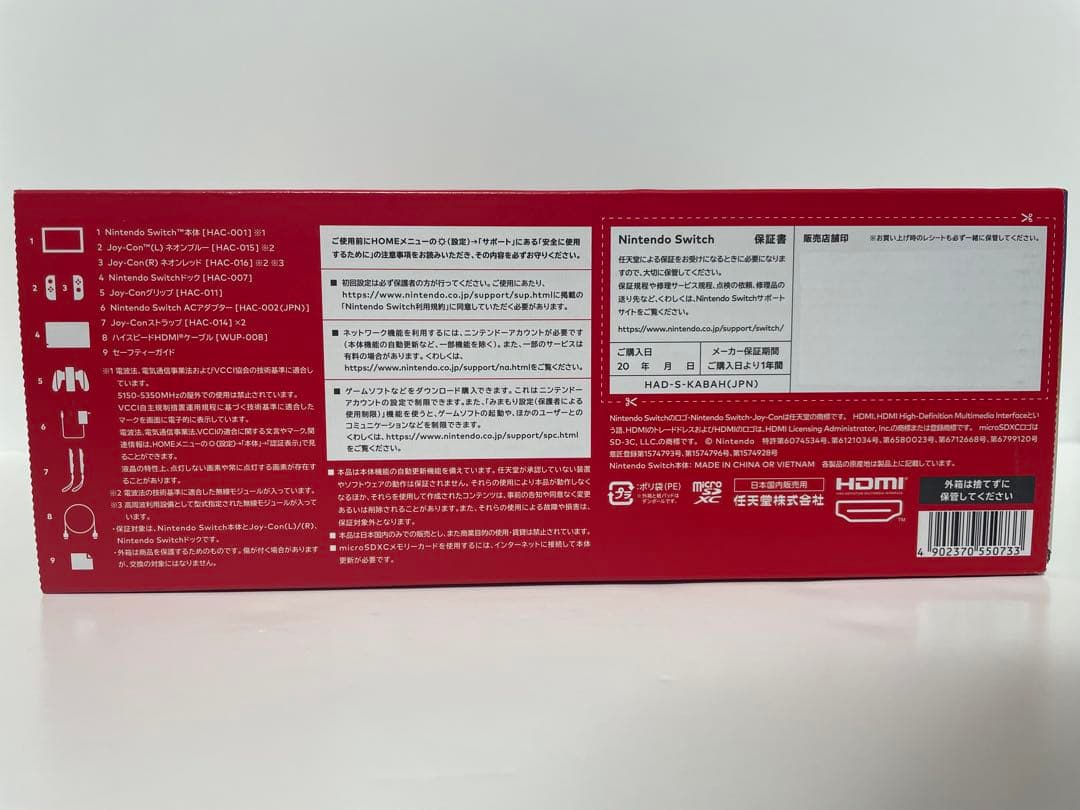 1 Nintendo Switch™本体 [HAC-001] ※1
2 Joy-Con™(L) ネオンブルー [HAC-015] ※2
3 Joy-Con(R) ネオンレッド [HAC-016] ※2 ※3
4 Nintendo Switchドック [HAC-007]
5 Joy-Conグリップ [HAC-011]
6 Nintendo Switch ACアダプター [HAC-002(JPN)]
7 Joy-Conストラップ [HAC-014] ×2
8 ハイスピードHDMI®ケーブル [WUP-008]
9 セーフティーガイド
1
2
3
4
5
6
7
8
9
※1 電波法、電気通信事業法およびVCCI協会の技術基準に適合し
ています。
5150-5350MHzの屋外での使用は禁止されています。
VCCI自主規制措置運用規程に基づく技術基準に適合した
マークを画面に電子的に表示しています。
電波法、電気通信事業法、VCCIの適合に関する文言やマーク、関
連情報は、HOMEメニューの(設定)→「本体」→「認証表示」で見
ることができます。
液晶の特性上、点灯しない画素や常に点灯する画素が存在す
ることがあります。
※2 電波法の技術基準に適合した無線モジュールが入っています。
※3 高周波利用設備として型式指定された無線モジュールが入って
います。
・保証対象は、Nintendo Switch本体とJoy-Con(L)/(R)、
Nintendo Switchドックです。
・外箱は商品を保護するためのものです。傷が付く場合があります
が、交換の対象にはなりません。
ご使用前にHOMEメニューの(設定)→「サポート」にある「安全に使用
するために」の注意事項をお読みいただき、その内容を必ずお守りください。
■ 初回設定は必ず保護者の方が行ってください。ご使用にあたり、
https://www.nintendo.co.jp/support/sup.htmlに掲載の
「Nintendo Switch利用規約」に同意していただく必要があります。
■ ネットワーク機能を利用するには、ニンテンドーアカウントが必要です
(本体機能の自動更新など、一部機能を除く)。また、一部のサービスは
有料の場合があります。くわしくは、
https://www.nintendo.co.jp/support/na.htmlをご覧ください。
■ ゲームソフトなどをダウンロード購入できます。これはニンテンドー
アカウントの設定で制限できます。また、「みまもり設定(保護者による
使用制限)」機能を使うと、ゲームソフトの起動や、ほかのユーザーとの
コミュニケーションなどを制限できます。
くわしくは、https://www.nintendo.co.jp/support/spc.html
をご覧ください。
■ 本品は本体機能の自動更新機能を備えています。任天堂が承認していない装置
やソフトウェアの動作は保証されません。それらの使用により本品が動作しなく
なるほか、それらを使用して作成されたコンテンツは、事前の告知や同意なく変更
あるいは削除されることがあります。また、それらの使用による故障や損害は、
保証対象外となります。
■ 本品は日本国内のみでの販売とし、また商業目的の使用・賃貸は禁止されています。
■ microSDXCメモリーカードを使用するには、インターネットに接続して本体
更新が必要です。
Nintendo Switch 保証書
任天堂による保証をお受けになるときに必要になりま
すので、大切に保管してください。
保証規程や修理サービス規程、点検の依頼、修理品の
送り先など、くわしくは、Nintendo Switchサポート
サイトをご覧ください。
https://www.nintendo.co.jp/support/switch/
ご購入日
20 年 月 日
メーカー保証期間
ご購入日より1年間
HAD-S-KABAH(JPN)
販売店舗印 ※お買い上げ時のレシートも必ず一緒に保管してください。
Nintendo Switchのロゴ・Nintendo Switch・Joy-Conは任天堂の商標です。 HDMI、HDMI High-Definition Multimedia Interfaceとい
う語、HDMIのトレードドレスおよびHDMIのロゴは、HDMI Licensing Administrator, Inc.の商標または登録商標です。 microSDXCロゴは
SD-3C, LLC.の商標です。 © Nintendo 特許第6074534号、第6121034号、第6580023号、第6712668号、第6799120号
意匠登録第1574793号、第1574796号、第1574928号
Nintendo Switch本体: MADE IN CHINA OR VIETNAM 各製品の原産地は製品上に記載しています。
プラ
:ポリ袋(PE)
※外箱と紙パッドは
ダンボールです。
micro
SD
XC
日本国内販売用
任天堂株式会社
HDMI
HIGH-DEFINITION MULTIMEDIA INTERFACE
TM
外箱は捨てずに
保管してください
4 902370 550733